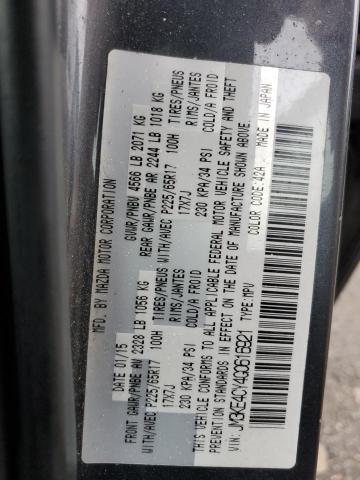 MFD. BY MAZDA MOTOR CORPORATION
DATE 01/15 GVWR/PNBV 4566 LB 2071 KG
FRONT GAWR/PNBE AV 2328 LB 1056 KG REAR GAWR/PNBE AR 2244 LB 1018 KG
WITH/AVEC P225/65R17 100H TIRES/PNEUS WITH/AVEC P225/65R17 100H TIRES/PNEUS
17X7J RIMS/JANTES 17X7J RIMS/JANTES
230 KPA/34 PSI COLD/A FROID 230 KPA/34 PSI COLD/A FROID
THIS VEHICLE CONFORMS TO ALL APPLICABLE FEDERAL MOTOR VEHICLE SAFETY AND THEFT
PREVENTION STANDARDS IN EFFECT ON THE DATE OF MANUFACTURE SHOWN ABOVE.
VIN: JM3KE4CY4G0616921 TYPE:MPV COLOR CODE:42A MADE IN JAPAN